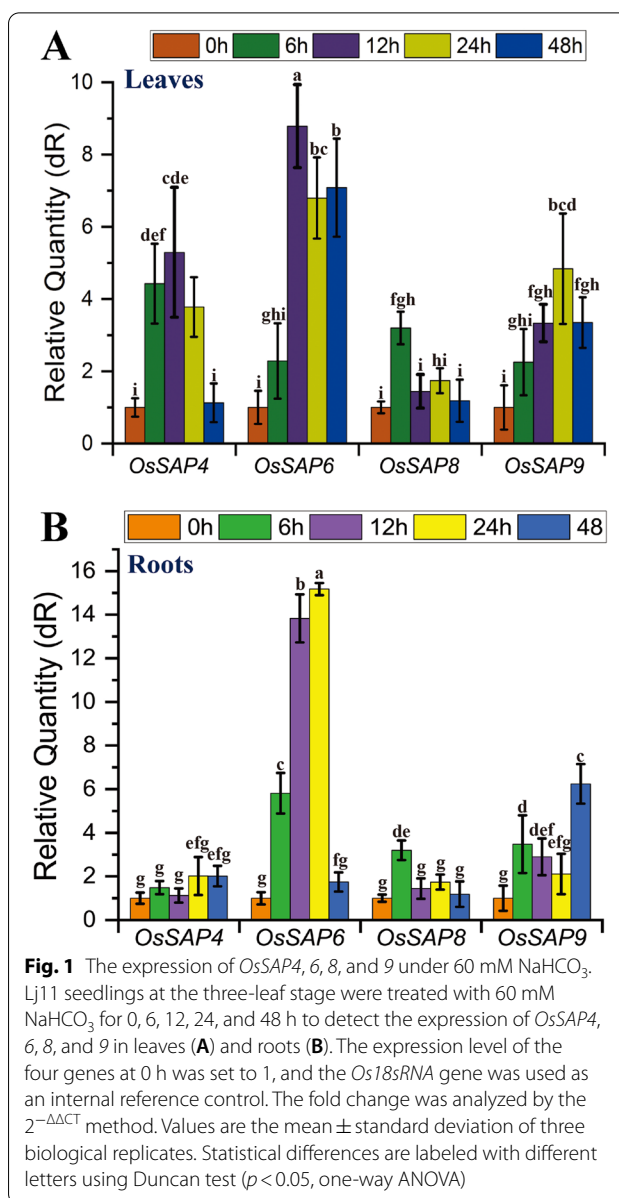 A
0h 6h 12h 24h 48h
Leaves
Relative Quantity (dR)
10
8
6
4
2
0
i def cde i
i ghi a bc b
i fgh i hi i
i ghi fgh bcd fgh
OsSAP4 OsSAP6 OsSAP8 OsSAP9
B
0h 6h 12h 24h 48
Roots
Relative Quantity (dR)
16
14
12
10
8
6
4
2
0
g g g efg efg
g c b a fg
g de g g g
g d def efg c
OsSAP4 OsSAP6 OsSAP8 OsSAP9
Fig. 1 The expression of OsSAP4, 6, 8, and 9 under 60 mM NaHCO₃.
Lj11 seedlings at the three-leaf stage were treated with 60 mM
NaHCO₃ for 0, 6, 12, 24, and 48 h to detect the expression of OsSAP4,
6, 8, and 9 in leaves (A) and roots (B). The expression level of the
four genes at 0 h was set to 1, and the Os18sRNA gene was used as
an internal reference control. The fold change was analyzed by the
2⁻ΔΔCT method. Values are the mean ± standard deviation of three
biological replicates. Statistical differences are labeled with different
letters using Duncan test (p < 0.05, one-way ANOVA)